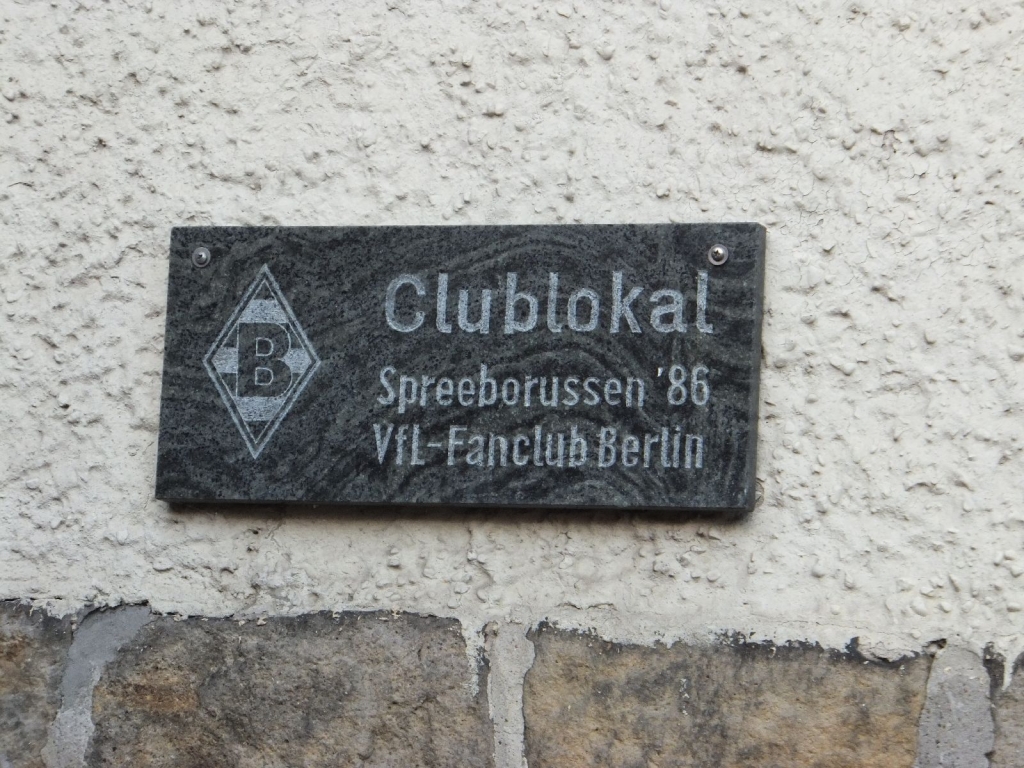 B
Clublokal
Spreeborussen '86
VfL-Fanclub Berlin